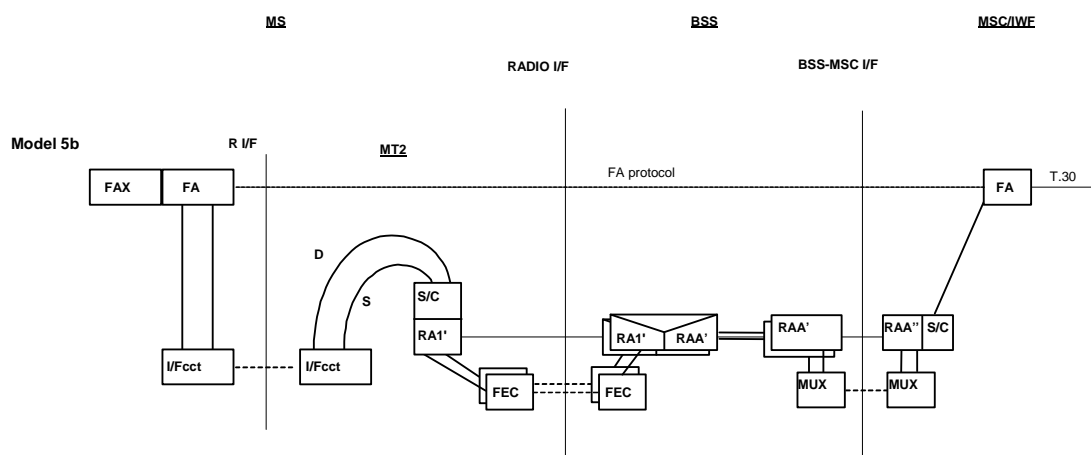 MS
BSS
MSC/IWF
RADIO I/F
BSS-MSC I/F
Model 5b
R I/F
MT2
FAX
FA
FA protocol
FA
T.30
D
S
S/C
RA1'
RA1'
RAA'
RAA'
RAA''
S/C
I/Fcct
I/Fcct
FEC
FEC
MUX
MUX